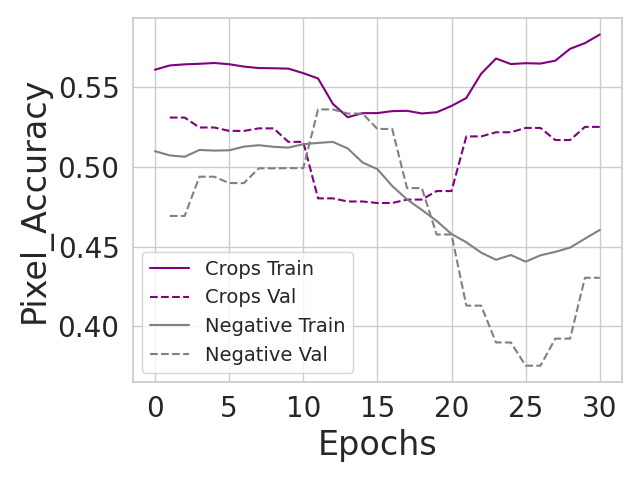 Pixel_Accuracy
0.55
0.50
0.45
0.40
Crops Train
Crops Val
Negative Train
Negative Val
0 5 10 15 20 25 30
Epochs